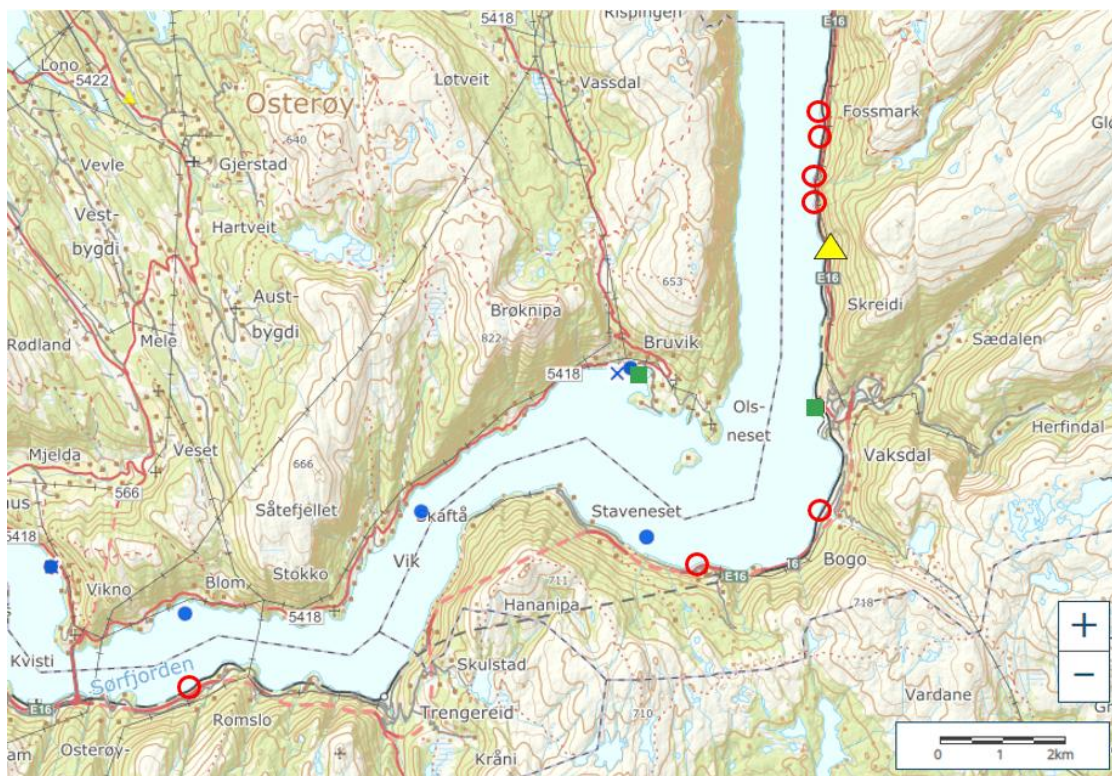 5418
Rispingen
E16
Lono
5422
Løtveit
Vassdal
Osterøy
Fossmark
640
Vevle
Gjerstad
Vest-
bygdi
Hartveit
E16
653
Skreidi
Aust-
bygdi
Brøknipa
Rødland
Mele
822
Bruvik
Sædalen
5418
Ols-
neset
Mjelda
Veset
Herfindal
Vaksdal
566
666
Såtefjellet
Skåftå
Staveneset
5418
Vik
Bogo
Vikno
Blom
Stokko
711
E16
Hananipa
718
5418
+
Kvisti
Sørfjorden
Skulstad
−
Vardane
E16
Romslo
Trengereid
710
Osterøy-
Kråni
0 1 2km